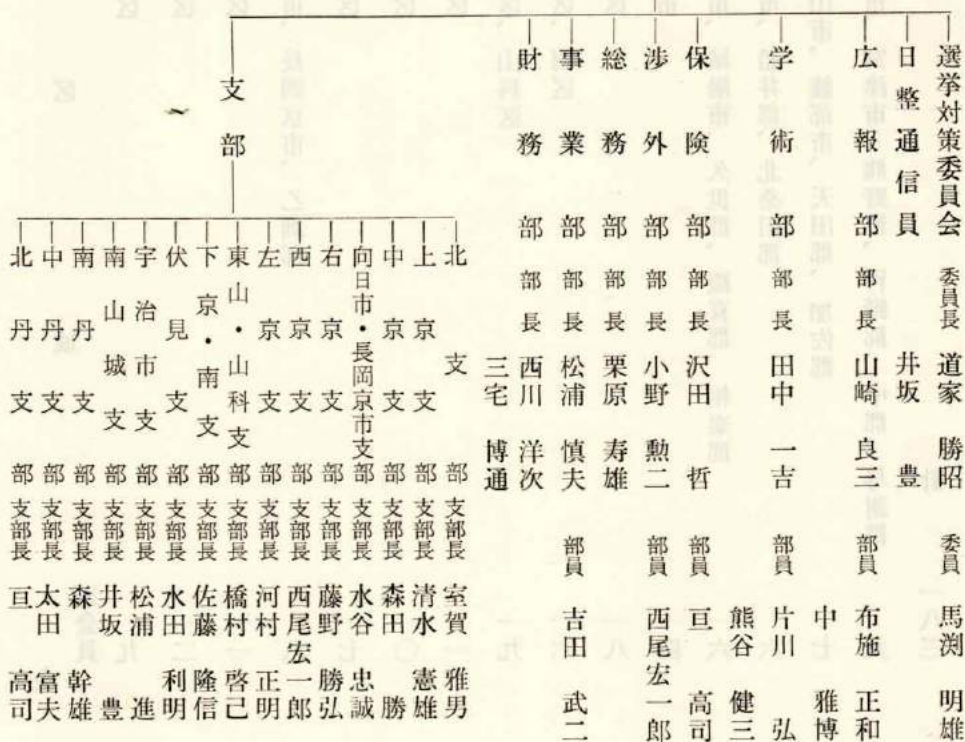 選挙対策委員会 委員長 道家 勝昭 委員 馬渕 明雄
日整通信員 井坂 豊
広報部 部長 山崎 良三 部員 布施 正和
中 雅博
学術部 部長 田中 一吉 部員 片川 弘
熊谷 健三
保険部 部長 沢田 哲 部員 亘 高司
渉外部 部長 小野 勲二 部員 西尾 宏一郎
総務部 部長 栗原 寿雄
事業部 部長 松浦 慎夫 部員 吉田 武二
財務部 部長 西川 洋次
三宅 博通
支部
北支部 支部長 室賀 雅男
上京支部 支部長 清水 憲雄
中京支部 支部長 森田 勝
向日市・長岡京市支部 支部長 水谷 忠誠
右京支部 支部長 藤野 勝弘
西京支部 支部長 西尾 宏一郎
左京支部 支部長 河村 正明
東山・山科支部 支部長 橋村 啓己
下京・南支部 支部長 佐藤 隆信
伏見支部 支部長 水田 利明
宇治市支部 支部長 松浦 進
南山城支部 支部長 井坂 豊
南丹支部 支部長 森 幹雄
中丹支部 支部長 太田 富夫
北丹支部 支部長 亘 高司